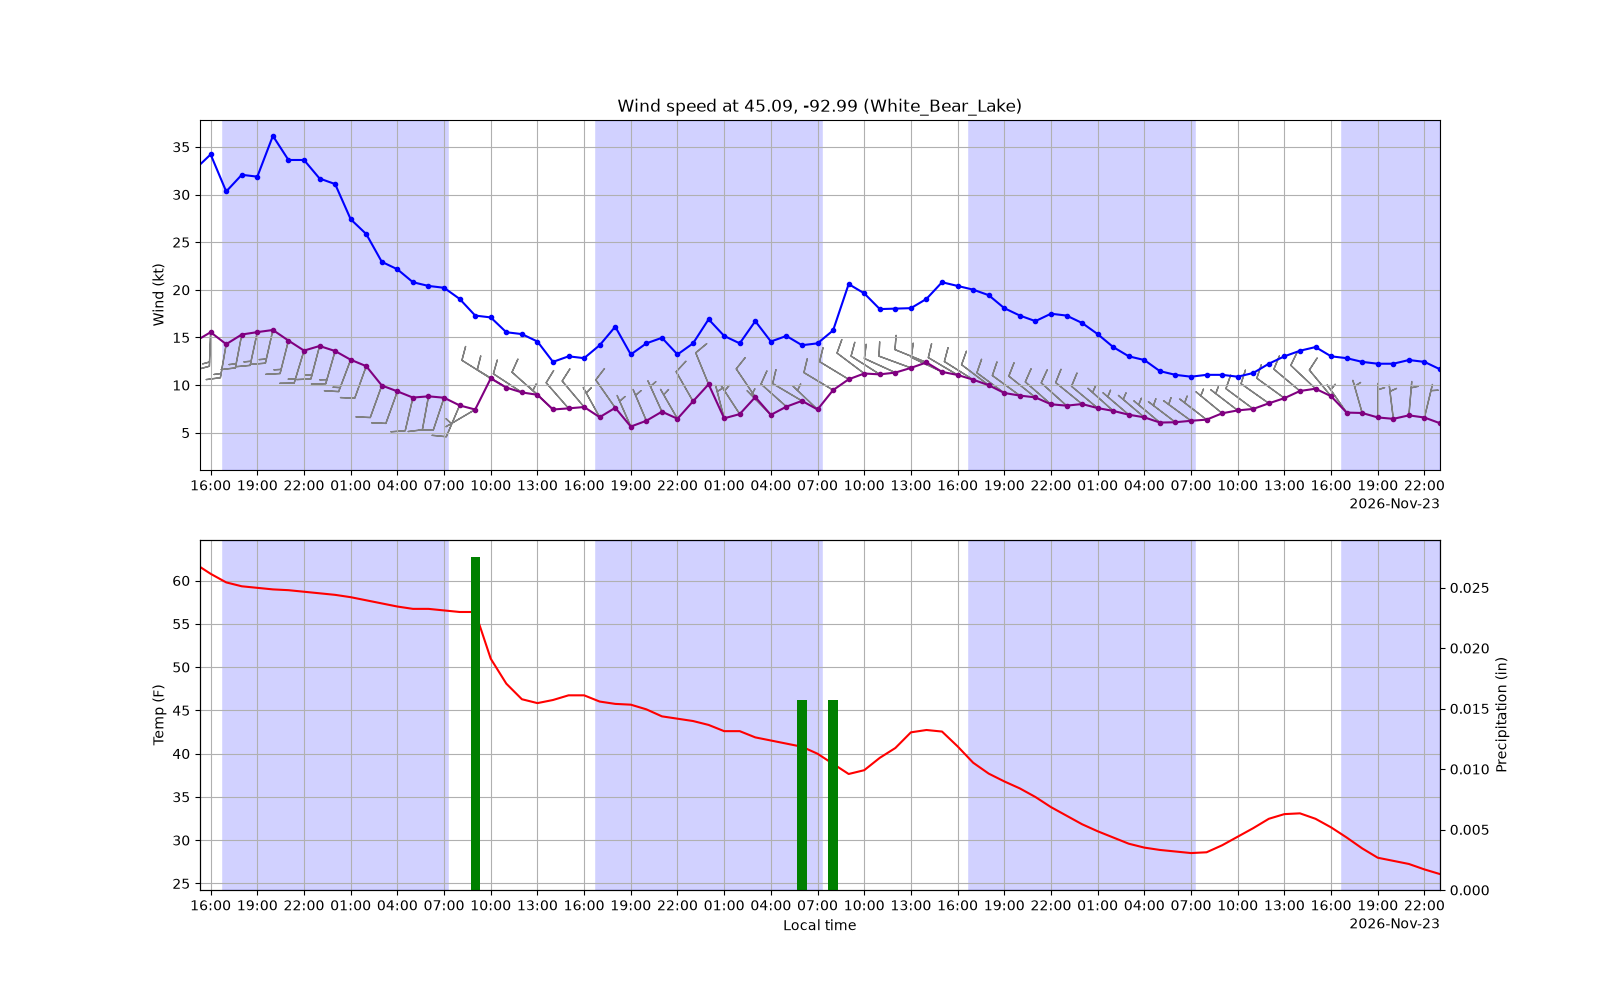 Wind speed at 45.09, -92.99 (White_Bear_Lake)
Wind (kt)
35
30
25
20
15
10
5
16:00 19:00 22:00 01:00 04:00 07:00 10:00 13:00 16:00 19:00 22:00 01:00 04:00 07:00 10:00 13:00 16:00 19:00 22:00 01:00 04:00 07:00 10:00 13:00 16:00 19:00 22:00
2026-Nov-23
Temp (F)
60
55
50
45
40
35
30
25
0.025
0.020
0.015
0.010
0.005
0.000
Precipitation (in)
16:00 19:00 22:00 01:00 04:00 07:00 10:00 13:00 16:00 19:00 22:00 01:00 04:00 07:00 10:00 13:00 16:00 19:00 22:00 01:00 04:00 07:00 10:00 13:00 16:00 19:00 22:00
Local time
2026-Nov-23